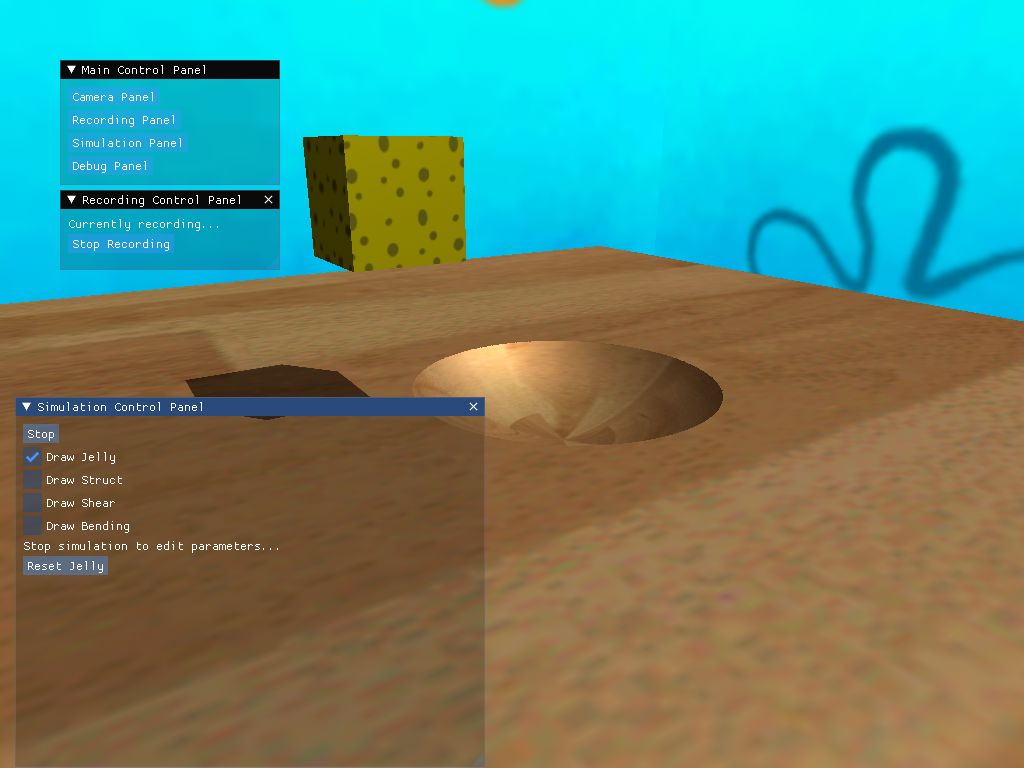 Main Control Panel
Camera Panel
Recording Panel
Simulation Panel
Debug Panel
Recording Control Panel
Currently recording...
Stop Recording
Simulation Control Panel
Stop
Draw Jelly
Draw Struct
Draw Shear
Draw Bending
Stop simulation to edit parameters...
Reset Jelly